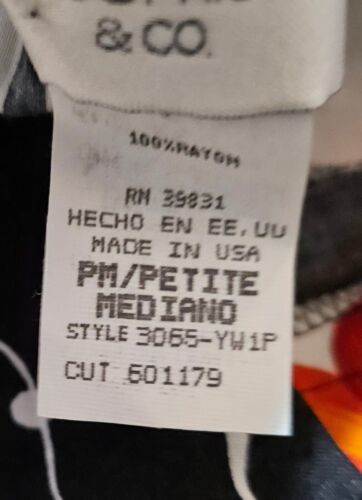 & CO.
100% RAYON
RN 39831
HECHO EN EE.UU
MADE IN USA
PM/PETITE
MEDIANO
STYLE 3065-YW1P
CUT 601179